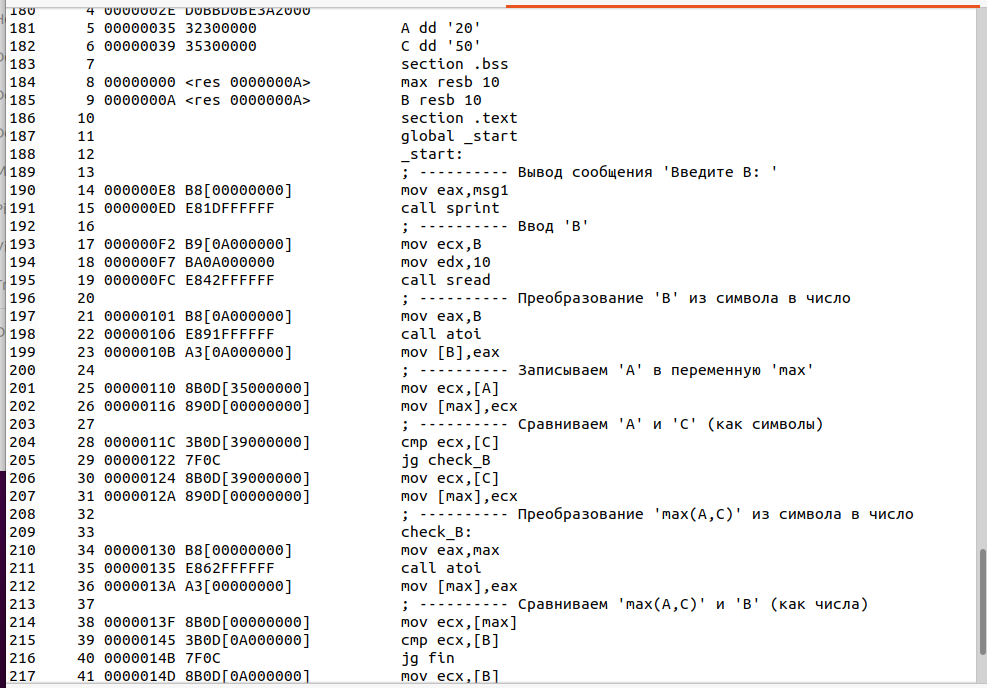 180 4 0000002E D0BBD0BE3A2000
181 5 00000035 32300000 A dd '20'
182 6 00000039 35300000 C dd '50'
183 7 section .bss
184 8 00000000 <res 0000000A> max resb 10
185 9 0000000A <res 0000000A> B resb 10
186 10 section .text
187 11 global _start
188 12 _start:
189 13 ; ---------- Вывод сообщения 'Введите B: '
190 14 000000E8 B8[00000000] mov eax,msg1
191 15 000000ED E81DFFFFFF call sprint
192 16 ; ---------- Ввод 'B'
193 17 000000F2 B9[0A000000] mov ecx,B
194 18 000000F7 BA0A000000 mov edx,10
195 19 000000FC E842FFFFFF call sread
196 20 ; ---------- Преобразование 'B' из символа в число
197 21 00000101 B8[0A000000] mov eax,B
198 22 00000106 E891FFFFFF call atoi
199 23 0000010B A3[0A000000] mov [B],eax
200 24 ; ---------- Записываем 'A' в переменную 'max'
201 25 00000110 8B0D[35000000] mov ecx,[A]
202 26 00000116 890D[00000000] mov [max],ecx
203 27 ; ---------- Сравниваем 'A' и 'C' (как символы)
204 28 0000011C 3B0D[39000000] cmp ecx,[C]
205 29 00000122 7F0C jg check_B
206 30 00000124 8B0D[39000000] mov ecx,[C]
207 31 0000012A 890D[00000000] mov [max],ecx
208 32 ; ---------- Преобразование 'max(A,C)' из символа в число
209 33 check_B:
210 34 00000130 B8[00000000] mov eax,max
211 35 00000135 E862FFFFFF call atoi
212 36 0000013A A3[00000000] mov [max],eax
213 37 ; ---------- Сравниваем 'max(A,C)' и 'B' (как числа)
214 38 0000013F 8B0D[00000000] mov ecx,[max]
215 39 00000145 3B0D[0A000000] cmp ecx,[B]
216 40 0000014B 7F0C jg fin
217 41 0000014D 8B0D[0A000000] mov ecx,[B]